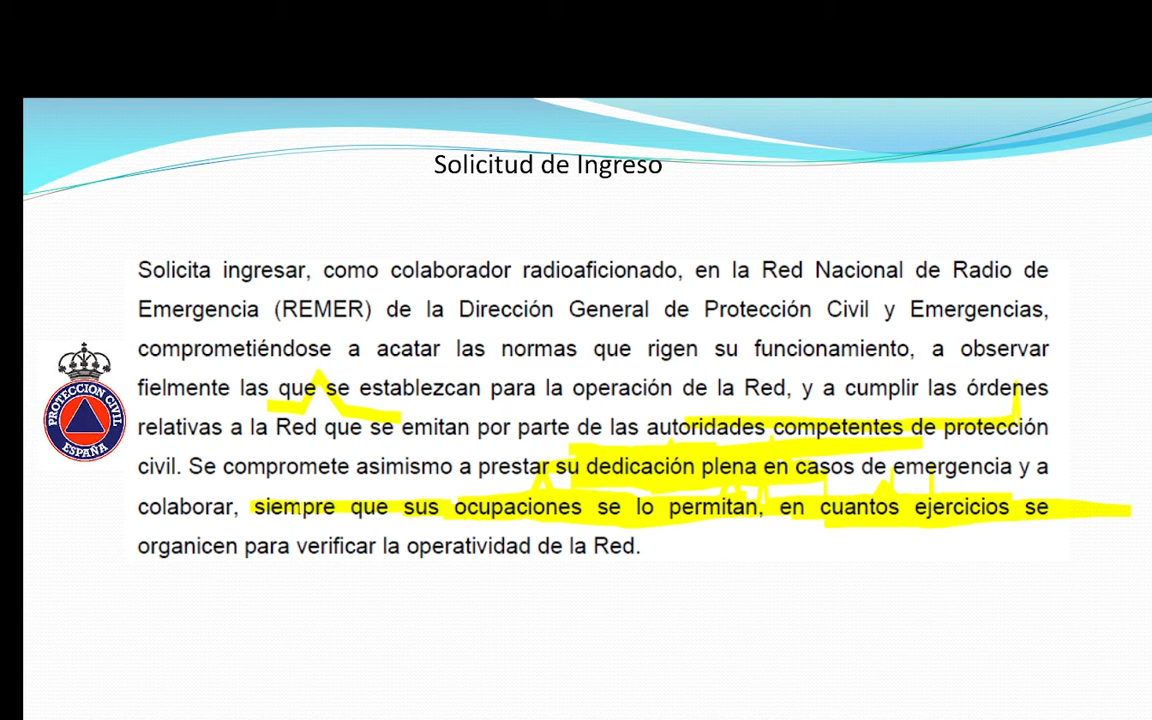 Solicitud de Ingreso
Solicita ingresar, como colaborador radioaficionado, en la Red Nacional de Radio de
Emergencia (REMER) de la Dirección General de Protección Civil y Emergencias,
comprometiéndose a acatar las normas que rigen su funcionamiento, a observar
fielmente las que se establezcan para la operación de la Red, y a cumplir las órdenes
relativas a la Red que se emitan por parte de las autoridades competentes de protección
civil. Se compromete asimismo a prestar su dedicación plena en casos de emergencia y a
colaborar, siempre que sus ocupaciones se lo permitan, en cuantos ejercicios se
organicen para verificar la operatividad de la Red.
PROTECCION CIVIL
ESPAÑA